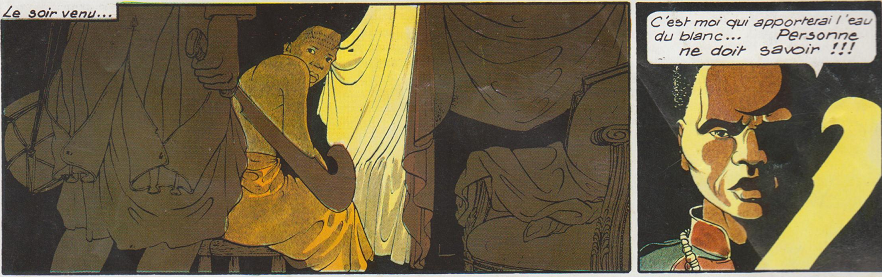 Le soir venu...
C'est moi qui apporterai l'eau
du blanc... Personne
ne doit savoir !!!